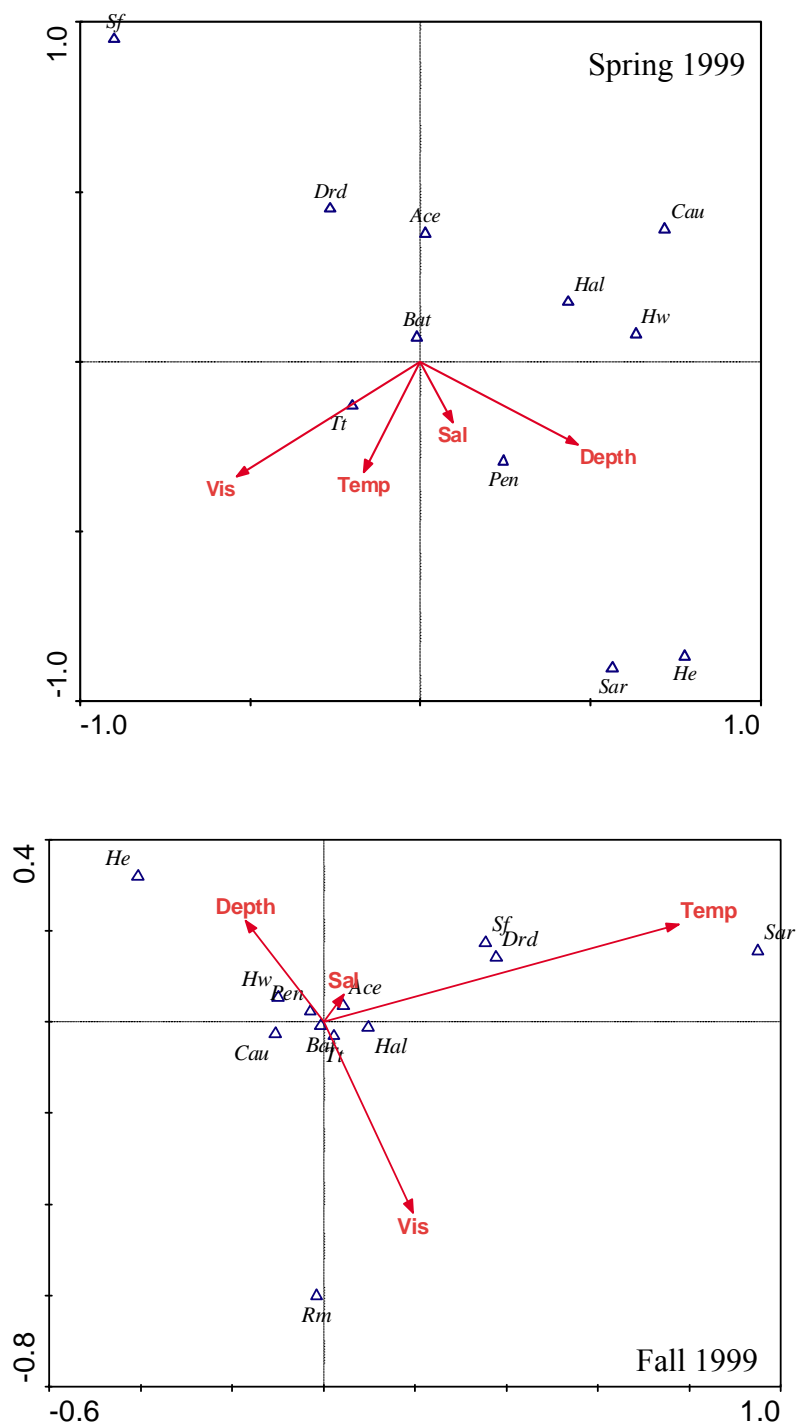 1.0
Sf
Spring 1999
Drd
Ace
Cau
Hal
Hw
Bat
Tt
Sal
Depth
Vis
Temp
Pen
Sar
He
-1.0
-1.0
1.0
0.4
He
Depth
Temp
Sf
Drd
Sar
Hw
Pen
Sal
Ace
Cau
Bat
Tt
Hal
Vis
Rm
Fall 1999
-0.8
-0.6
1.0